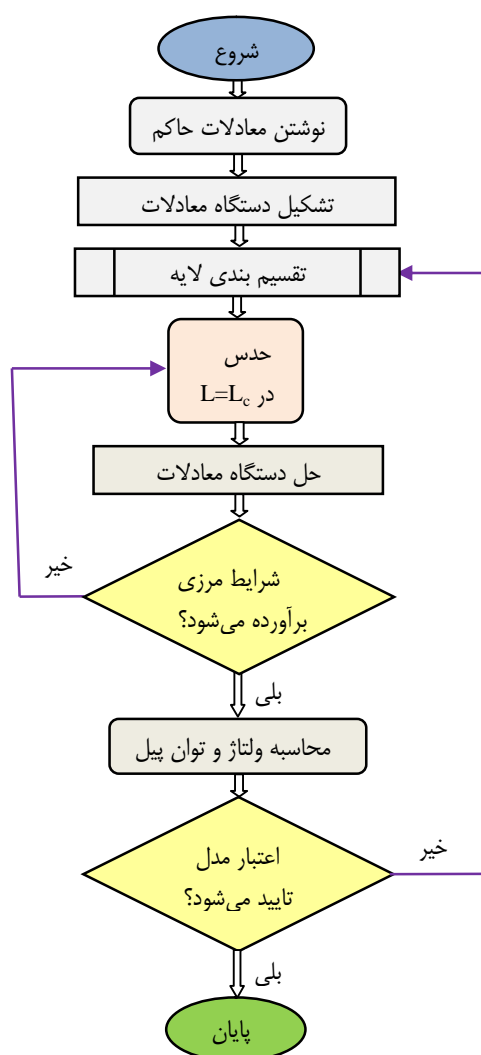 شروع
نوشتن معادلات حاکم
تشکیل دستگاه معادلات
تقسیم بندی لایه
حدس
در L=Lc
حل دستگاه معادلات
شرایط مرزی
برآورده می‌شود؟
خیر
بلی
محاسبه ولتاژ و توان پیل
اعتبار مدل
تایید می‌شود؟
خیر
بلی
پایان